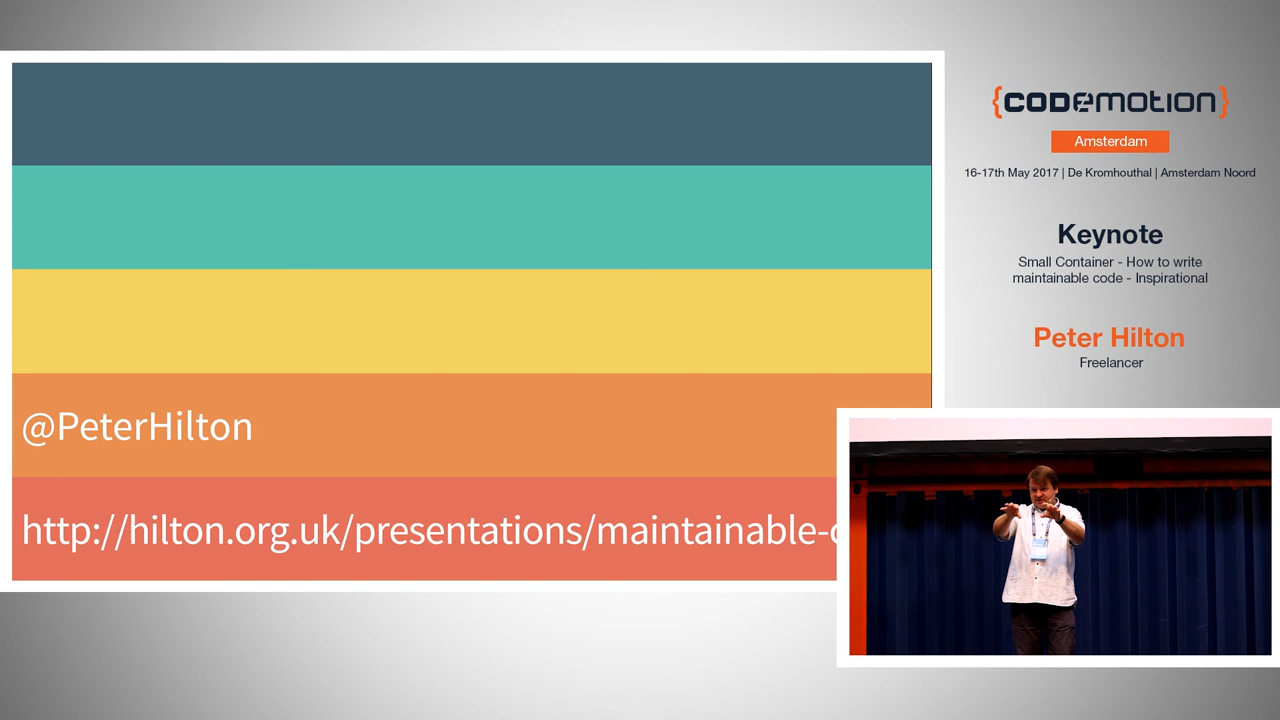 @PeterHilton
http://hilton.org.uk/presentations/maintainable-
{CODEMOTION}
Amsterdam
16-17th May 2017 | De Kromhouthal | Amsterdam Noord
Keynote
Small Container - How to write
maintainable code - Inspirational
Peter Hilton
Freelancer